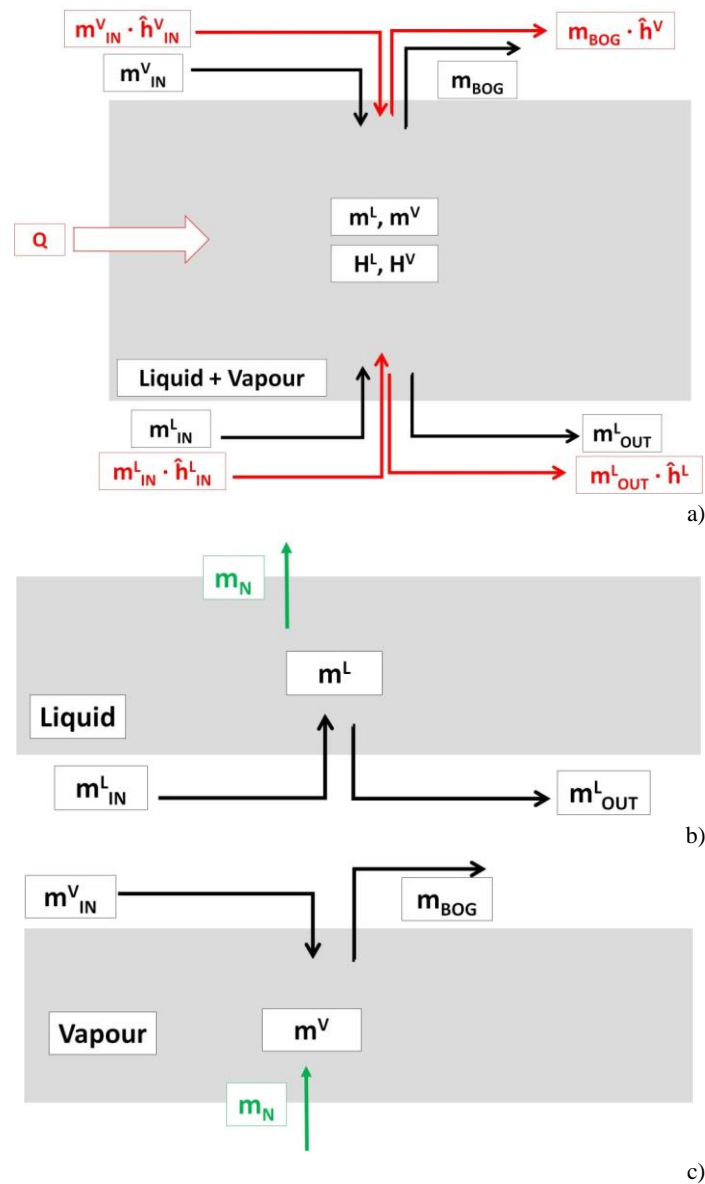 m^V_IN · ĥ^V_IN
m_BOG · ĥ^V
m^V_IN
m_BOG
Q
m^L, m^V
H^L, H^V
Liquid + Vapour
m^L_IN
m^L_OUT
m^L_IN · ĥ^L_IN
m^L_OUT · ĥ^L
a)
m_N
m^L
Liquid
m^L_IN
m^L_OUT
b)
m^V_IN
m_BOG
Vapour
m^V
m_N
c)